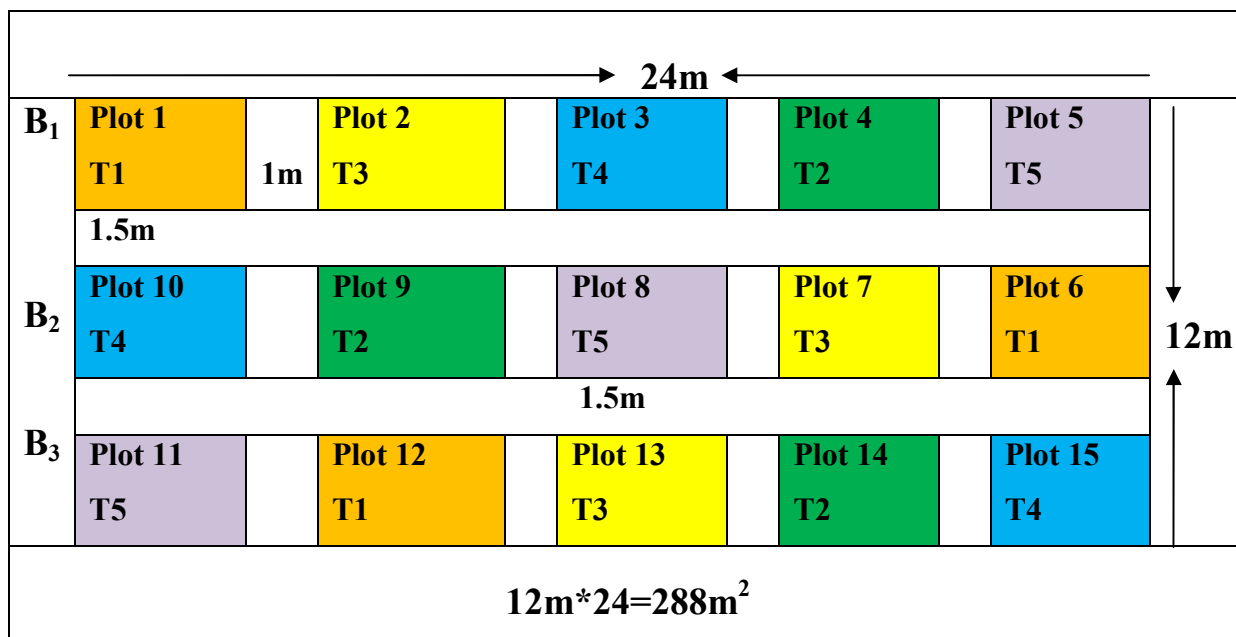 24m
B₁ Plot 1 Plot 2 Plot 3 Plot 4 Plot 5
T1 1m T3 T4 T2 T5
1.5m
Plot 10 Plot 9 Plot 8 Plot 7 Plot 6
B₂ T4 T2 T5 T3 T1 12m
1.5m
B₃ Plot 11 Plot 12 Plot 13 Plot 14 Plot 15
T5 T1 T3 T2 T4
12m*24=288m²